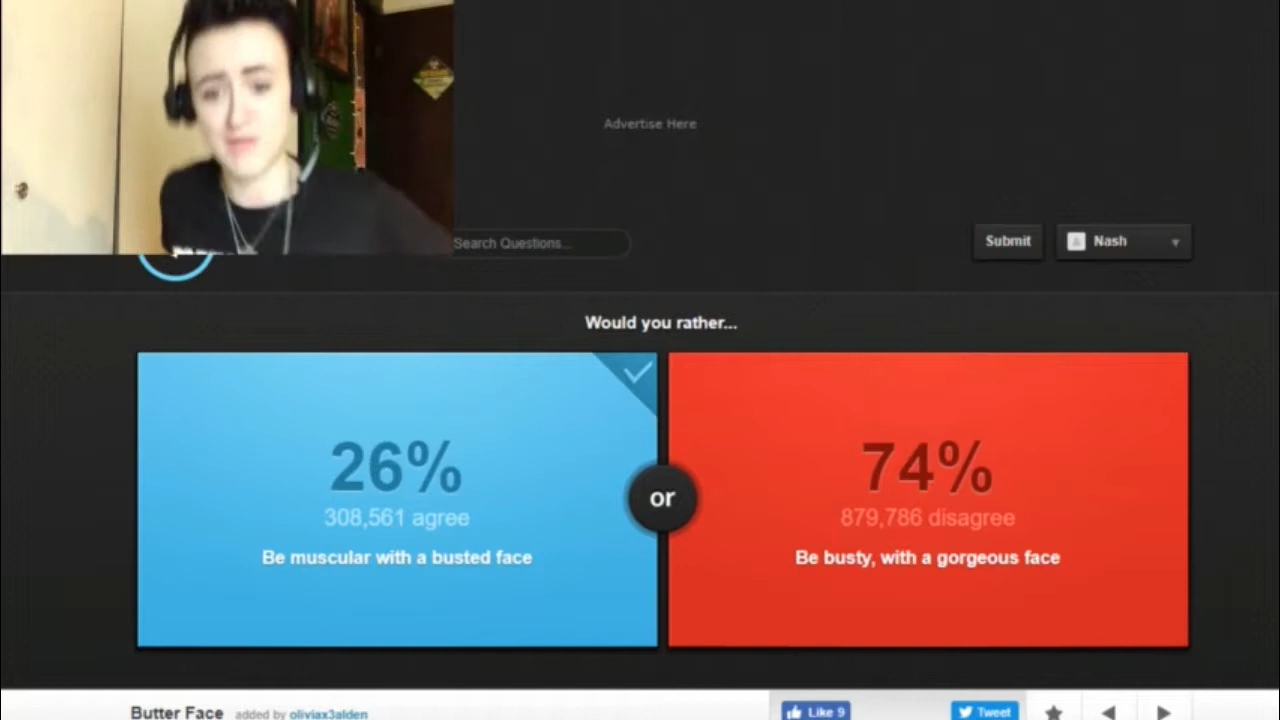 Advertise Here
Search Questions...
Submit
Nash
Would you rather...
26%
308,561 agree
Be muscular with a busted face
or
74%
879,786 disagree
Be busty, with a gorgeous face
Butter Face added by oliviax3alden
Like 9
Tweet